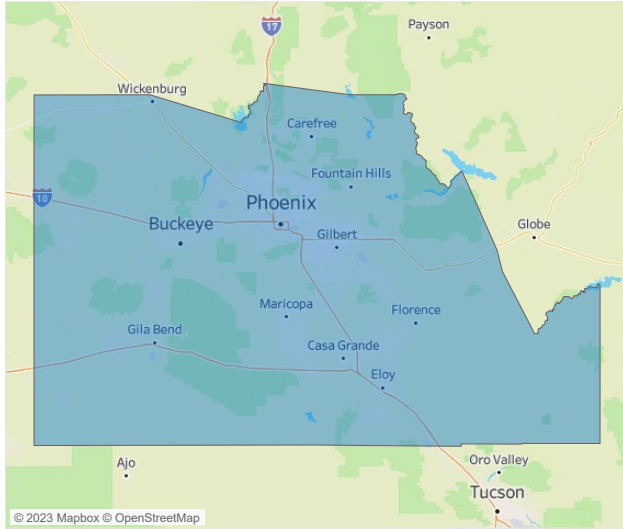 17
Payson
Wickenburg
Carefree
Fountain Hills
10
Phoenix
Buckeye
Globe
Gilbert
Maricopa
Florence
Gila Bend
Casa Grande
Eloy
Ajo
Oro Valley
Tucson
© 2023 Mapbox © OpenStreetMap